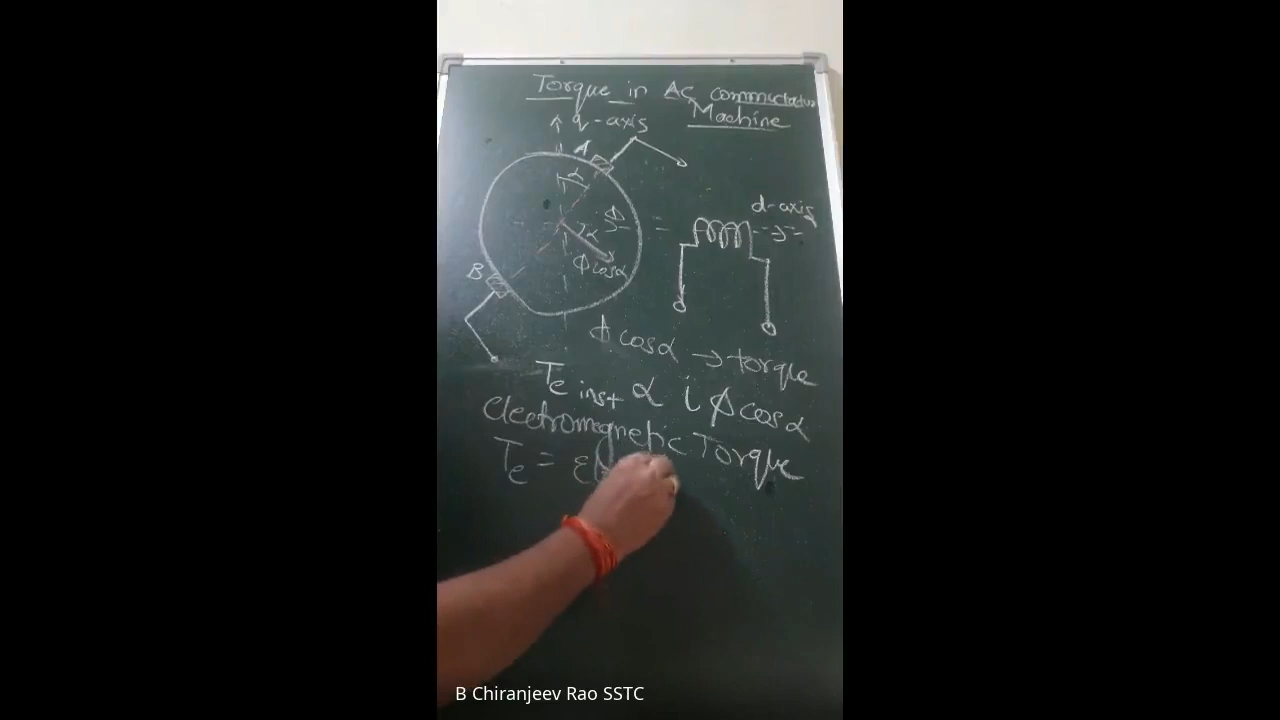 Torque in AC commutator
Machine
q-axis
A
α
Φ
α
Φ cosα
B
=
d-axis
Φ cosα → torque
Te inst α i Φ cosα
electromagnetic Torque
Te =
B Chiranjeev Rao SSTC